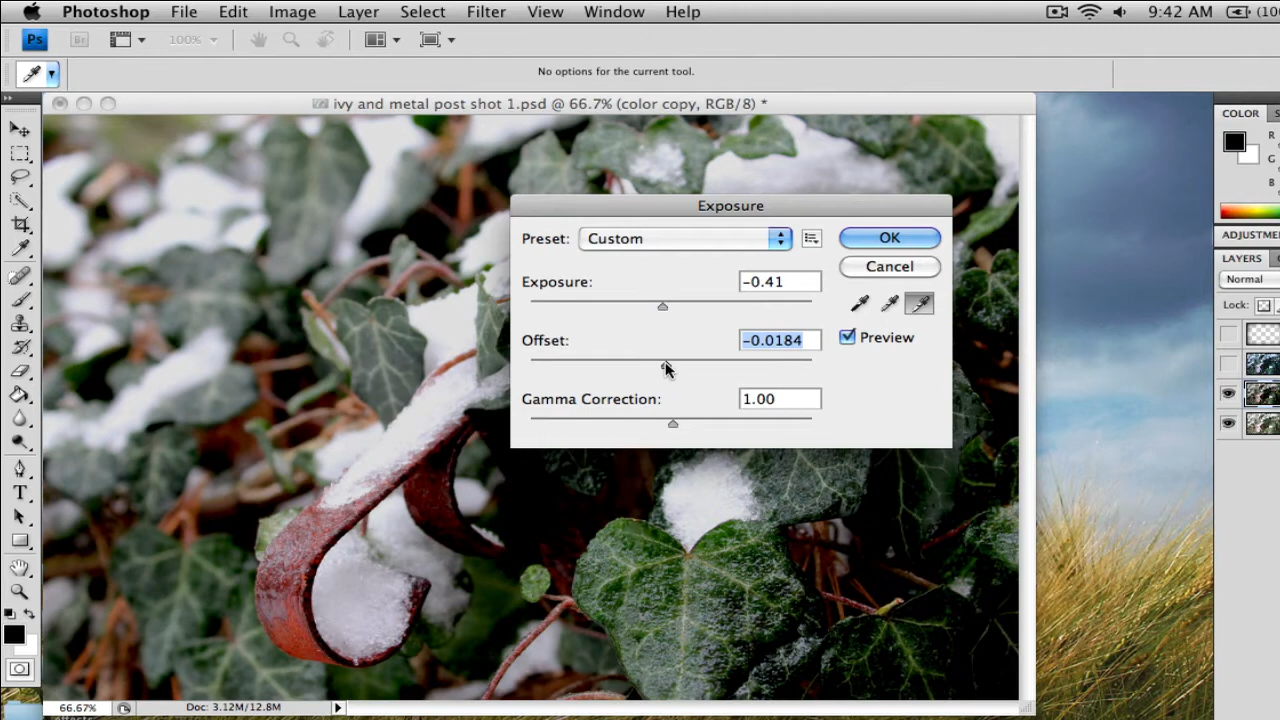 Photoshop File Edit Image Layer Select Filter View Window Help 9:42 AM (10
Ps Br 100%
No options for the current tool.
ivy and metal post shot 1.psd @ 66.7% (color copy, RGB/8) *
COLOR S
R
G
B
Exposure
Preset: Custom OK
Cancel
Exposure: -0.41
Offset: -0.0184 Preview
Gamma Correction: 1.00
ADJUSTME
LAYERS
Normal
Lock:
T
66.67% Doc: 3.12M/12.8M